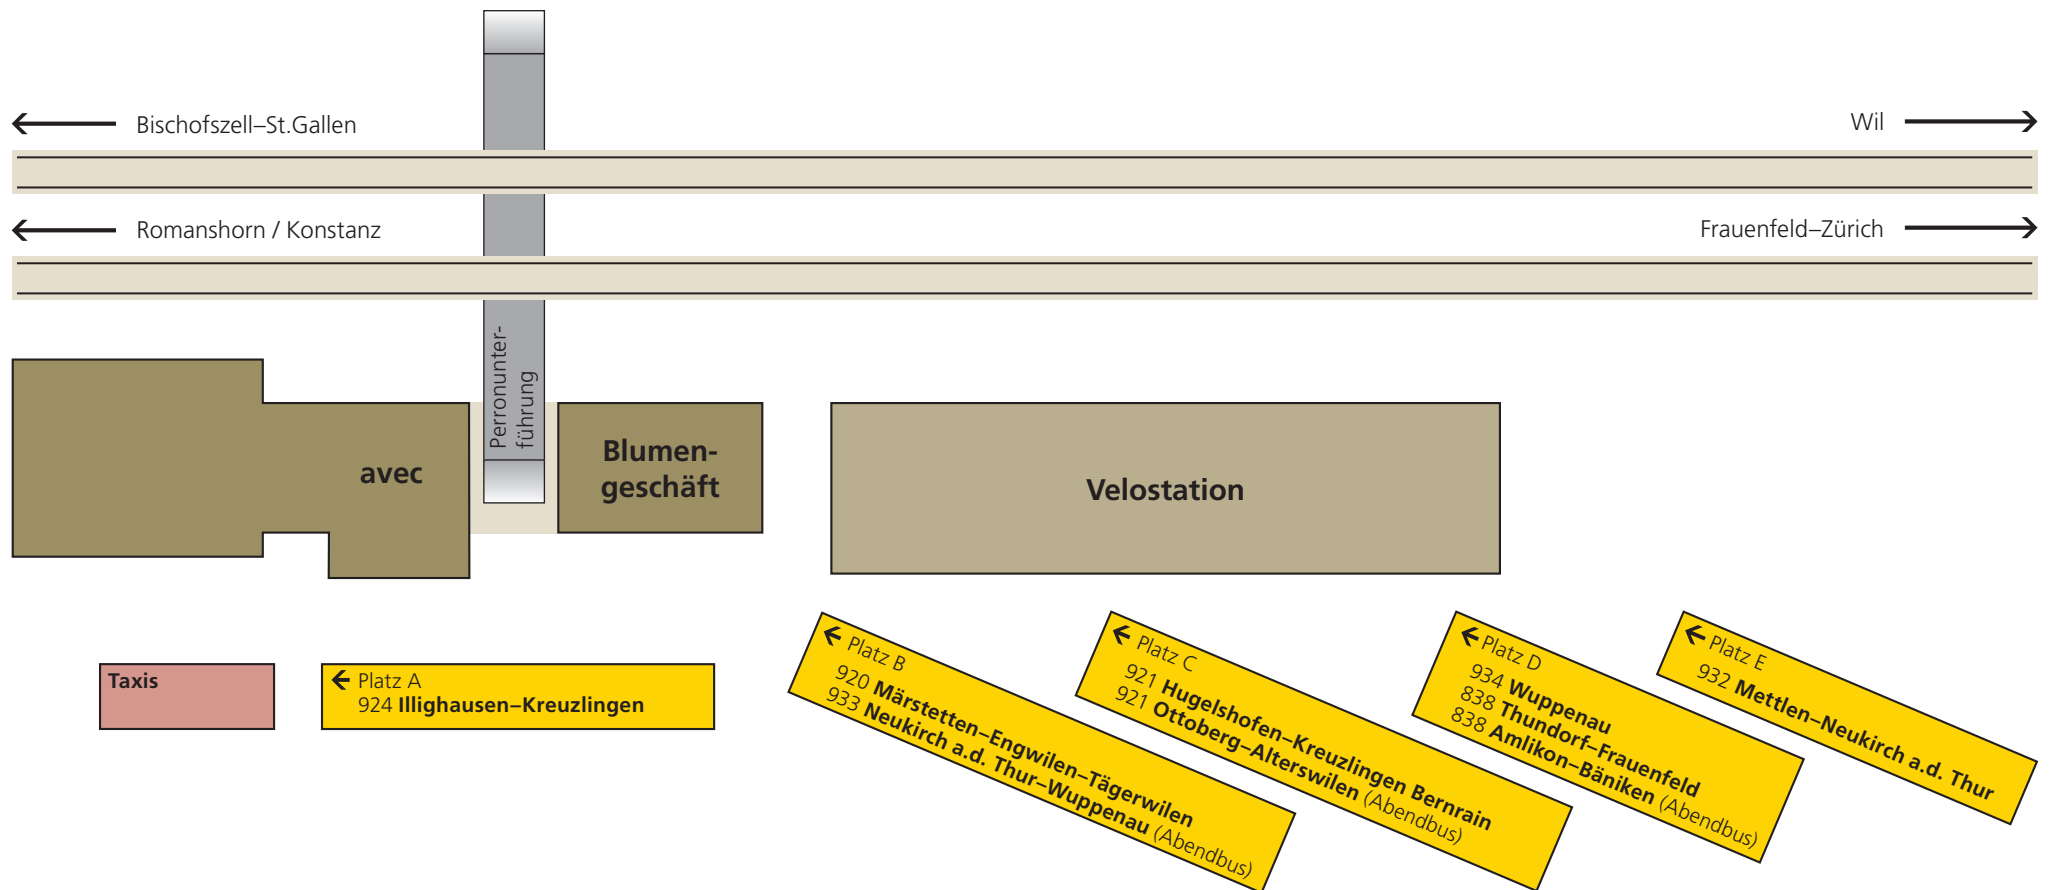 Bischofszell–St.Gallen
Wil
Romanshorn / Konstanz
Frauenfeld–Zürich
Perronunter-
führung
avec
Blumen-
geschäft
Velostation
Taxis
Platz A
924 Illighausen–Kreuzlingen
Platz B
920 Märstetten–Engwilen–Tägerwilen
933 Neukirch a.d. Thur–Wuppenau (Abendbus)
Platz C
921 Hugelshofen–Kreuzlingen Bernrain
921 Ottoberg–Alterswilen (Abendbus)
Platz D
934 Wuppenau
838 Thundorf–Frauenfeld
838 Amlikon–Bäniken (Abendbus)
Platz E
932 Mettlen–Neukirch a.d. Thur